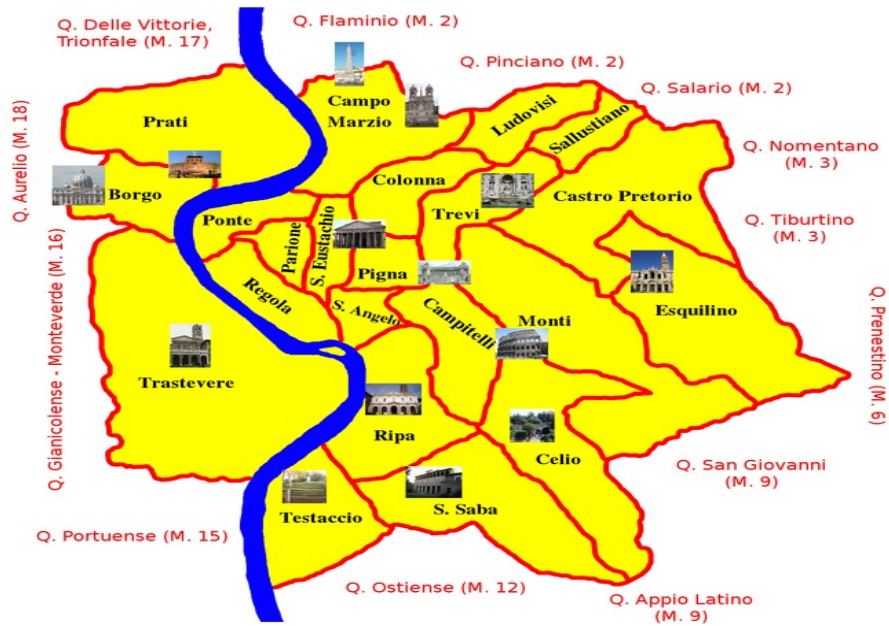 Q. Delle Vittorie,
Trionfale (M. 17)
Q. Flaminio (M. 2)
Q. Pinciano (M. 2)
Q. Salario (M. 2)
Q. Aurelio (M. 18)
Campo
Marzio
Prati
Ludovisi
Sallustiano
Q. Nomentano
(M. 3)
Borgo
Colonna
Castro Pretorio
Ponte
Trevi
Q. Tiburtino
(M. 3)
Parione
S. Eustachio
Pigna
Q. Gianicolense - Monteverde (M. 16)
Regola
S. Angelo
Campitelli
Monti
Esquilino
Q. Prenestino (M. 6)
Trastevere
Ripa
Celio
Q. San Giovanni
(M. 9)
Testaccio
S. Saba
Q. Portuense (M. 15)
Q. Ostiense (M. 12)
Q. Appio Latino
(M. 9)